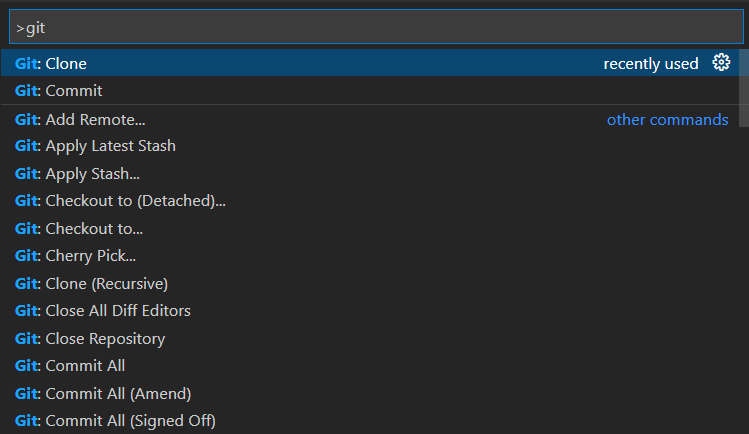 >git
Git: Clone recently used
Git: Commit
Git: Add Remote... other commands
Git: Apply Latest Stash
Git: Apply Stash...
Git: Checkout to (Detached)...
Git: Checkout to...
Git: Cherry Pick...
Git: Clone (Recursive)
Git: Close All Diff Editors
Git: Close Repository
Git: Commit All
Git: Commit All (Amend)
Git: Commit All (Signed Off)